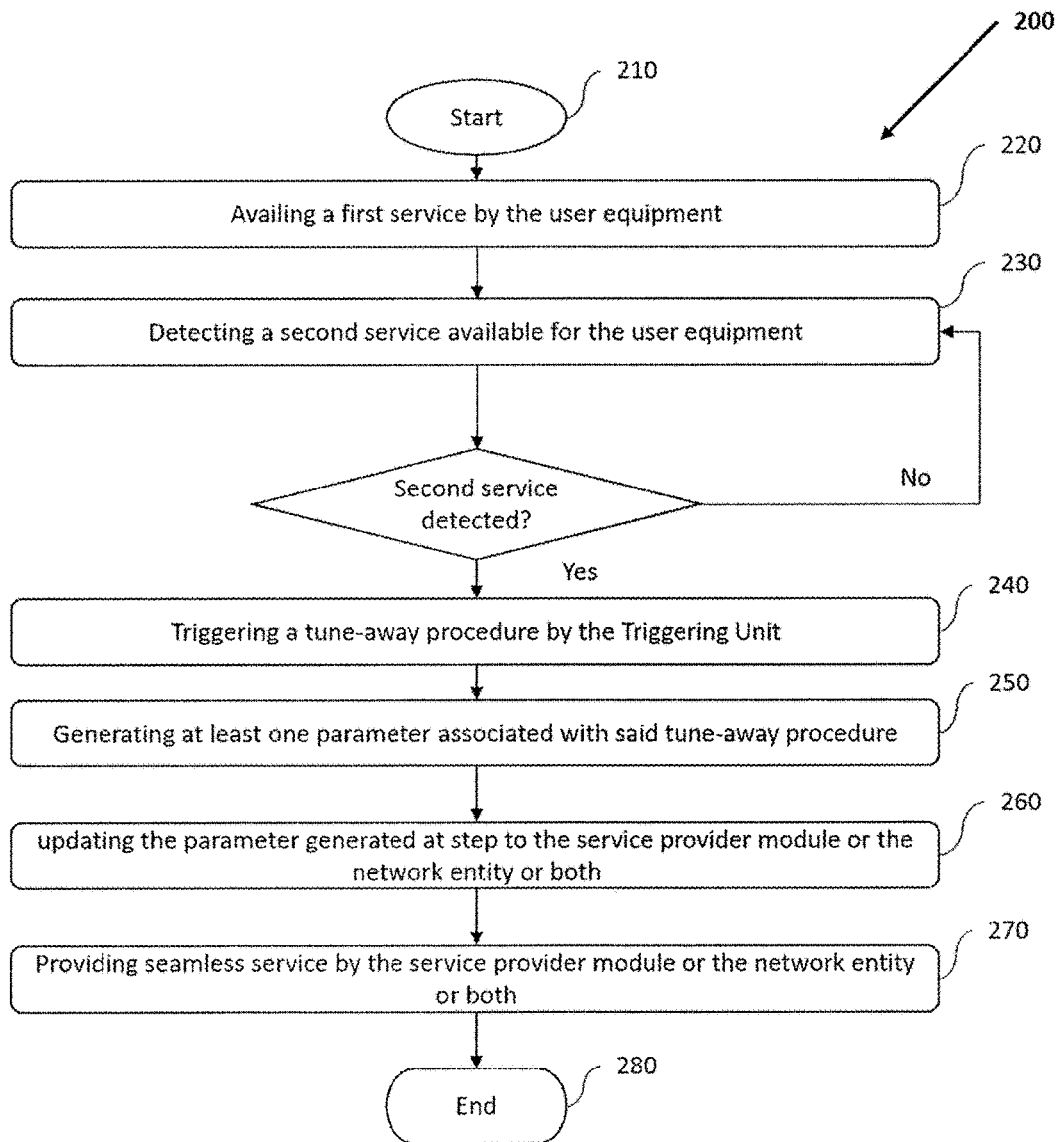 200
210
Start
220
Availing a first service by the user equipment
230
Detecting a second service available for the user equipment
Second service
detected?
No
Yes
240
Triggering a tune-away procedure by the Triggering Unit
250
Generating at least one parameter associated with said tune-away procedure
260
updating the parameter generated at step to the service provider module or the
network entity or both
270
Providing seamless service by the service provider module or the network entity
or both
280
End